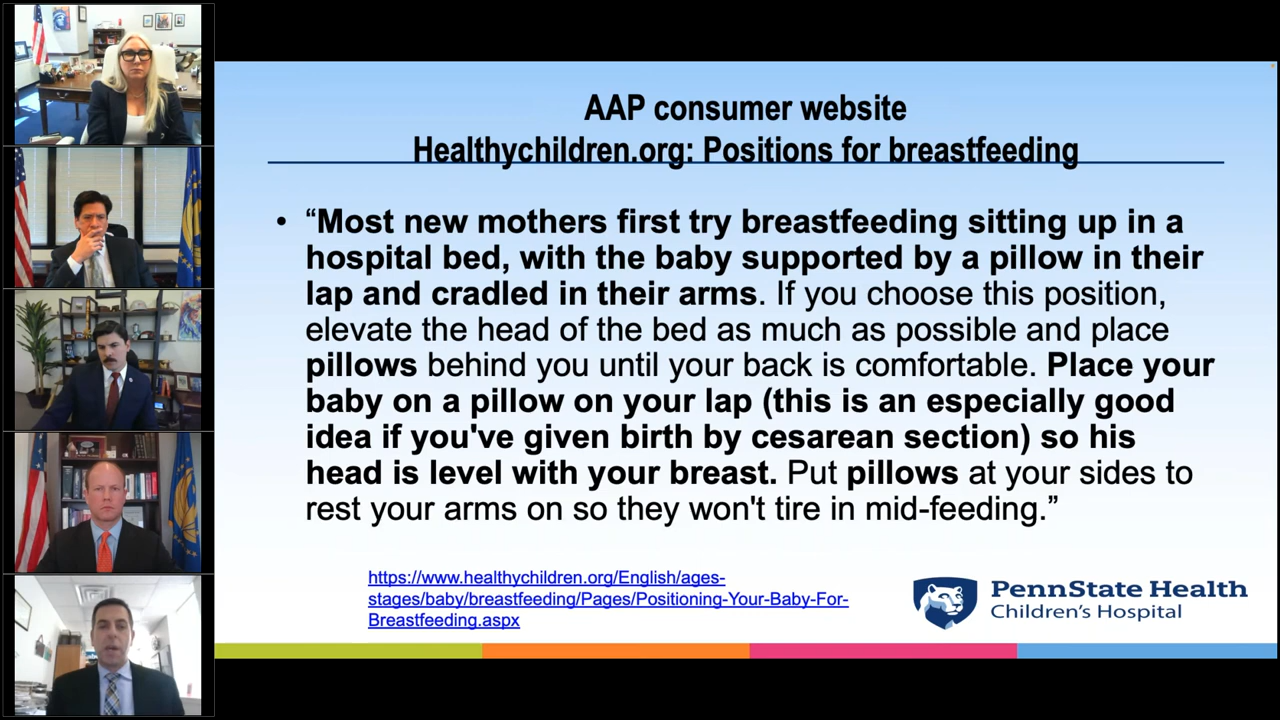 AAP consumer website
Healthychildren.org: Positions for breastfeeding
• “Most new mothers first try breastfeeding sitting up in a
hospital bed, with the baby supported by a pillow in their
lap and cradled in their arms. If you choose this position,
elevate the head of the bed as much as possible and place
pillows behind you until your back is comfortable. Place your
baby on a pillow on your lap (this is an especially good
idea if you've given birth by cesarean section) so his
head is level with your breast. Put pillows at your sides to
rest your arms on so they won't tire in mid-feeding.”
https://www.healthychildren.org/English/ages-
stages/baby/breastfeeding/Pages/Positioning-Your-Baby-For-
Breastfeeding.aspx
PennState Health
Children's Hospital